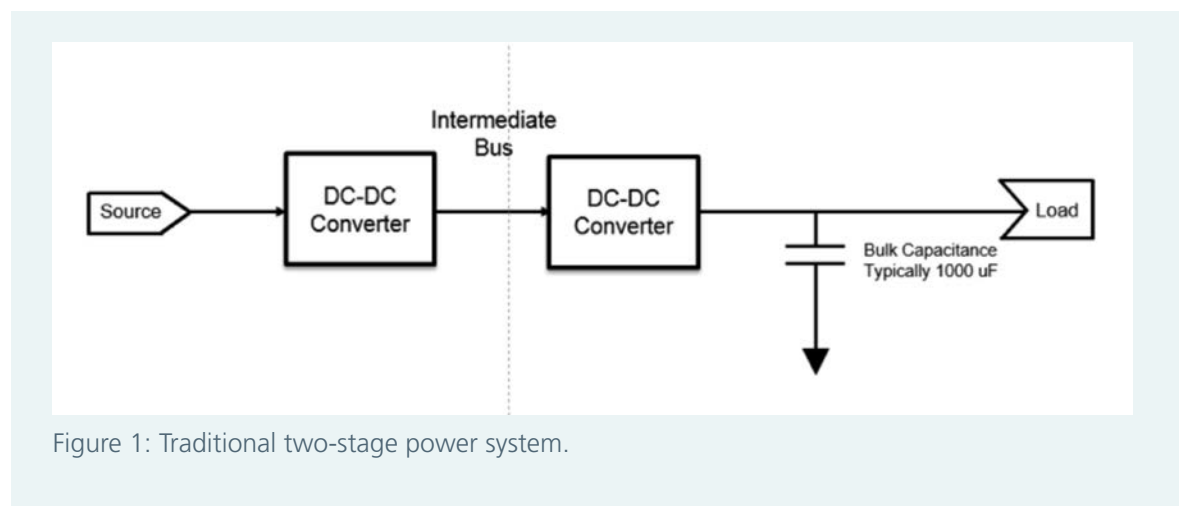 Intermediate
Bus
Source
DC-DC
Converter
DC-DC
Converter
Load
Bulk Capacitance
Typically 1000 uF
Figure 1: Traditional two-stage power system.